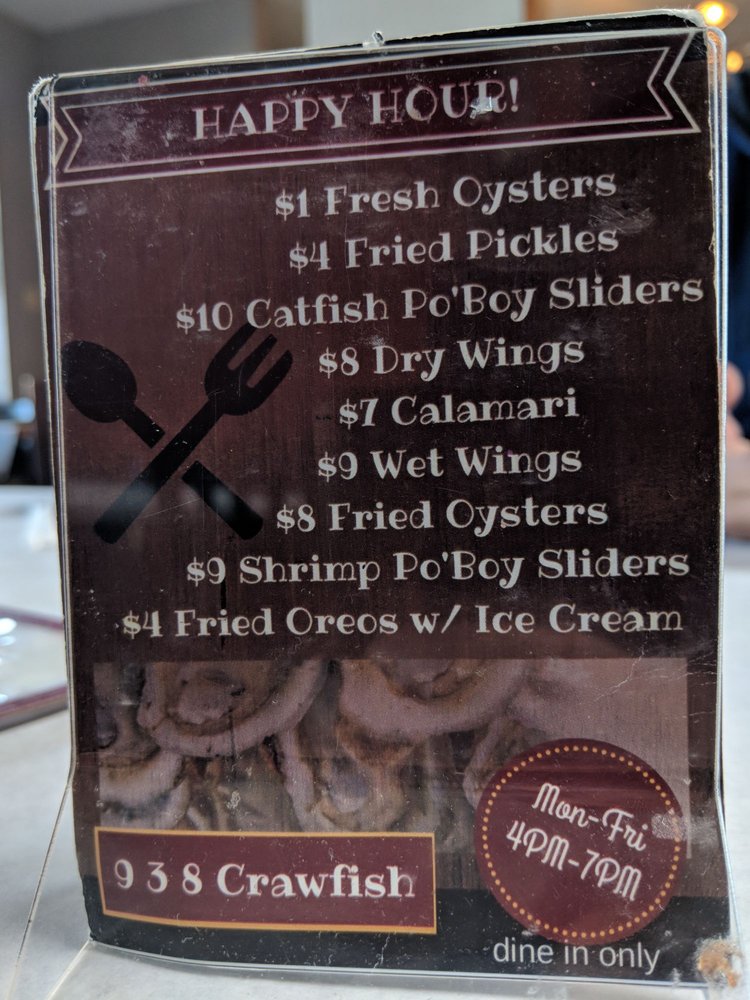 HAPPY HOUR!
$1 Fresh Oysters
$4 Fried Pickles
$10 Catfish Po'Boy Sliders
$8 Dry Wings
$7 Calamari
$9 Wet Wings
$8 Fried Oysters
$9 Shrimp Po'Boy Sliders
$4 Fried Oreos w/ Ice Cream
Mon-Fri
4PM-7PM
9 3 8 Crawfish
dine in only